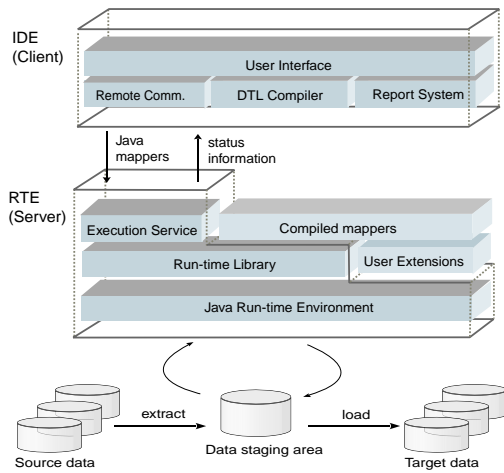 IDE
(Client)
User Interface
Remote Comm.
DTL Compiler
Report System
Java
mappers
status
information
RTE
(Server)
Execution Service
Compiled mappers
Run-time Library
User Extensions
Java Run-time Environment
extract
load
Source data
Data staging area
Target data